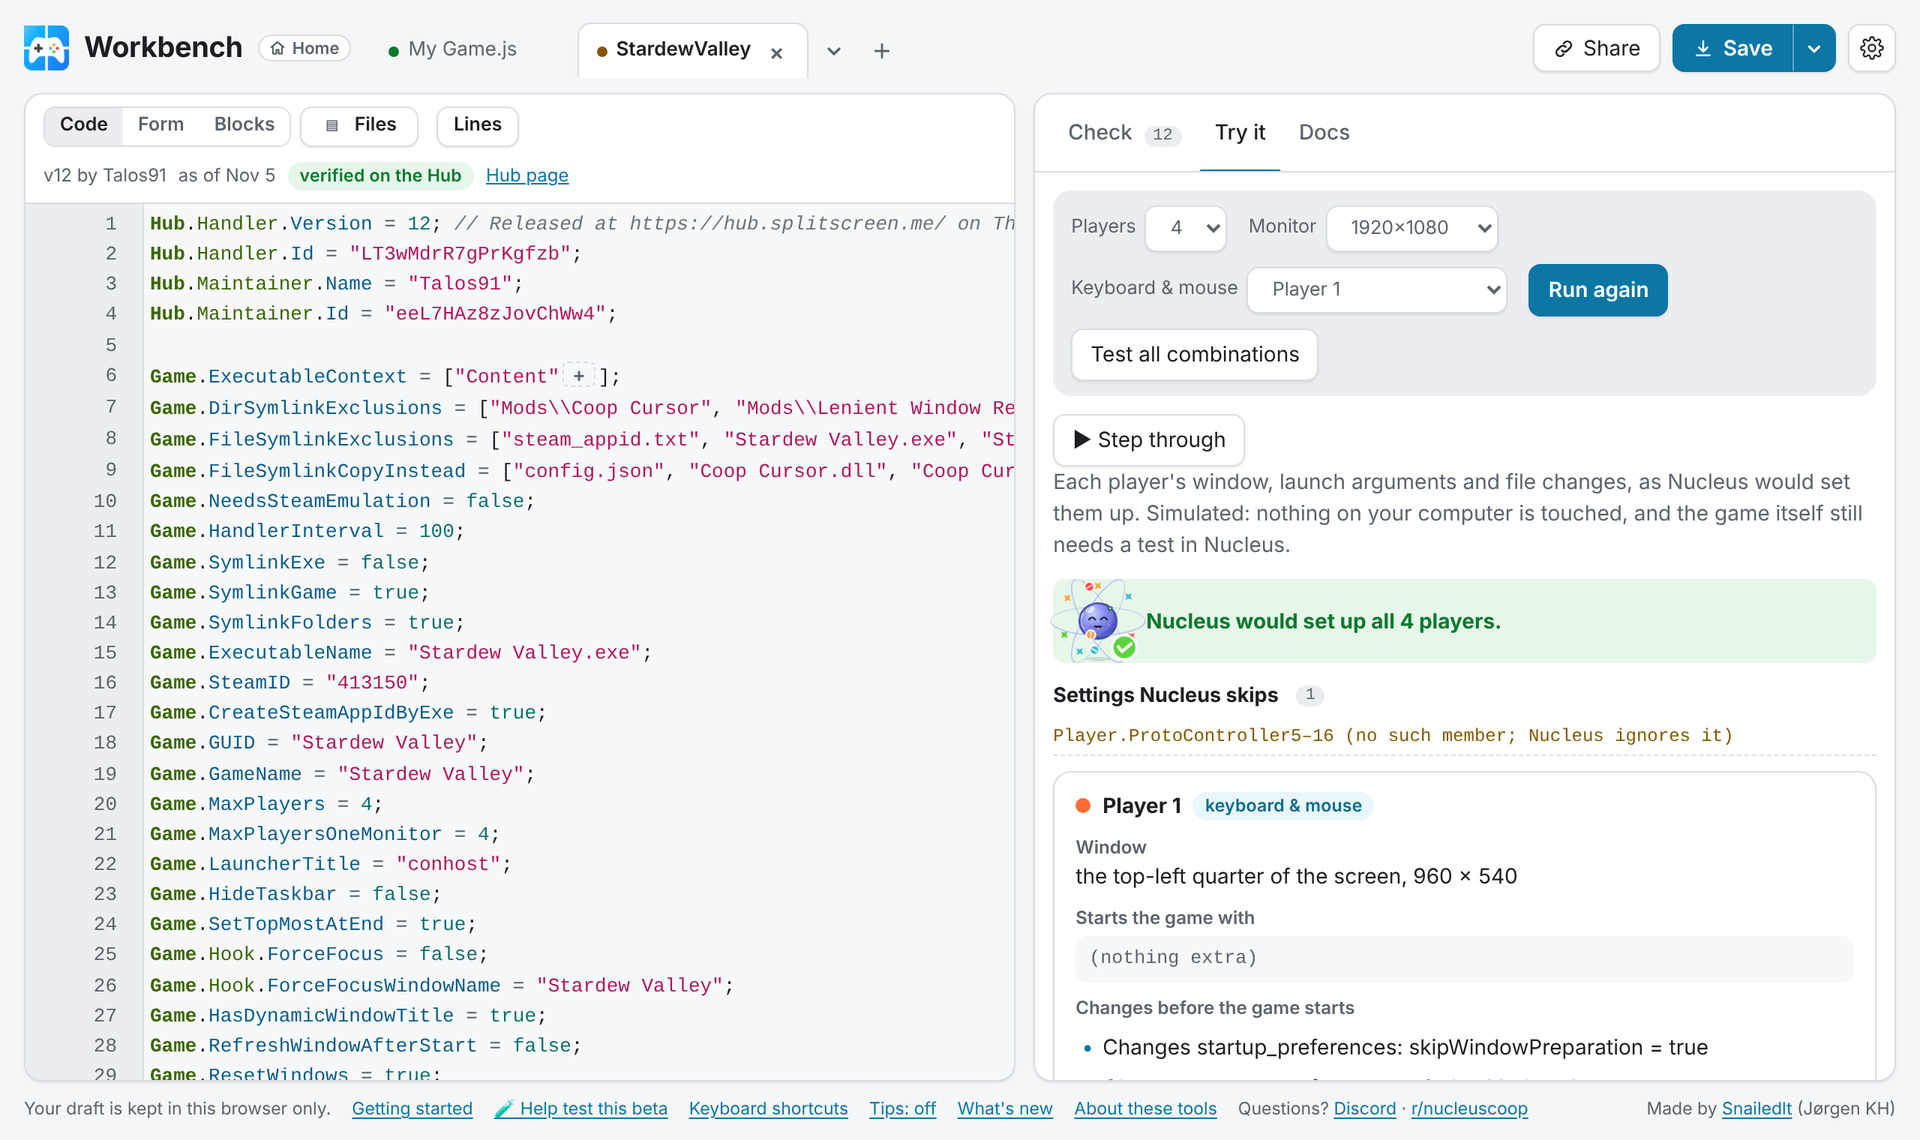 Workbench
Home
My Game.js
StardewValley ×
+
Share
Save
Code
Form
Blocks
Files
Lines
v12 by Talos91 as of Nov 5 verified on the Hub Hub page
1 Hub.Handler.Version = 12; // Released at https://hub.splitscreen.me/ on Th
2 Hub.Handler.Id = "LT3wMdrR7gPrKgfzb";
3 Hub.Maintainer.Name = "Talos91";
4 Hub.Maintainer.Id = "eeL7HAz8zJovChWw4";
5
6 Game.ExecutableContext = ["Content" + ];
7 Game.DirSymlinkExclusions = ["Mods\\Coop Cursor", "Mods\\Lenient Window Re
8 Game.FileSymlinkExclusions = ["steam_appid.txt", "Stardew Valley.exe", "St
9 Game.FileSymlinkCopyInstead = ["config.json", "Coop Cursor.dll", "Coop Cur
10 Game.NeedsSteamEmulation = false;
11 Game.HandlerInterval = 100;
12 Game.SymlinkExe = false;
13 Game.SymlinkGame = true;
14 Game.SymlinkFolders = true;
15 Game.ExecutableName = "Stardew Valley.exe";
16 Game.SteamID = "413150";
17 Game.CreateSteamAppIdByExe = true;
18 Game.GUID = "Stardew Valley";
19 Game.GameName = "Stardew Valley";
20 Game.MaxPlayers = 4;
21 Game.MaxPlayersOneMonitor = 4;
22 Game.LauncherTitle = "conhost";
23 Game.HideTaskbar = false;
24 Game.SetTopMostAtEnd = true;
25 Game.Hook.ForceFocus = false;
26 Game.Hook.ForceFocusWindowName = "Stardew Valley";
27 Game.HasDynamicWindowTitle = true;
28 Game.RefreshWindowAfterStart = false;
29 Game.ResetWindows = true;
Check 12
Try it
Docs
Players 4 Monitor 1920×1080
Keyboard & mouse Player 1 Run again
Test all combinations
Step through
Each player's window, launch arguments and file changes, as Nucleus would set
them up. Simulated: nothing on your computer is touched, and the game itself still
needs a test in Nucleus.
Nucleus would set up all 4 players.
Settings Nucleus skips 1
Player.ProtoController5–16 (no such member; Nucleus ignores it)
Player 1 keyboard & mouse
Window
the top-left quarter of the screen, 960 × 540
Starts the game with
(nothing extra)
Changes before the game starts
• Changes startup_preferences: skipWindowPreparation = true
Your draft is kept in this browser only. Getting started 🧪 Help test this beta Keyboard shortcuts Tips: off What's new About these tools Questions? Discord · r/nucleuscoop Made by SnailedIt (Jørgen KH)